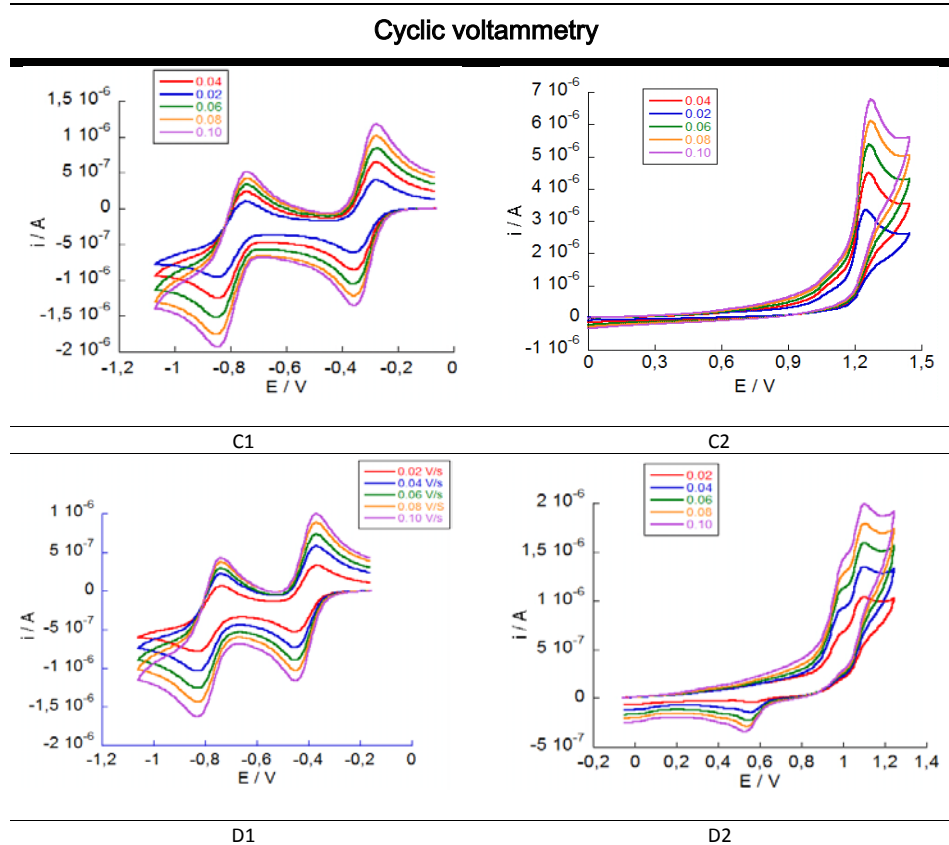 Cyclic voltammetry
0.04
0.02
0.06
0.08
0.10
1,5 10-6
1 10-6
5 10-7
0
-5 10-7
-1 10-6
-1,5 10-6
-2 10-6
i / A
-1,2 -1 -0,8 -0,6 -0,4 -0,2 0
E / V
0.04
0.02
0.06
0.08
0.10
7 10-6
6 10-6
5 10-6
4 10-6
3 10-6
2 10-6
1 10-6
0
-1 10-6
i / A
0 0,3 0,6 0,9 1,2 1,5
E / V
C1 C2
0.02 V/s
0.04 V/s
0.06 V/s
0.08 V/S
0.10 V/s
1 10-6
5 10-7
0
-5 10-7
-1 10-6
-1,5 10-6
-2 10-6
i / A
-1,2 -1 -0,8 -0,6 -0,4 -0,2 0
E / V
0.02
0.04
0.06
0.08
0.10
2 10-6
1,5 10-6
1 10-6
5 10-7
0
-5 10-7
i / A
-0,2 0 0,2 0,4 0,6 0,8 1 1,2 1,4
E / V
D1 D2